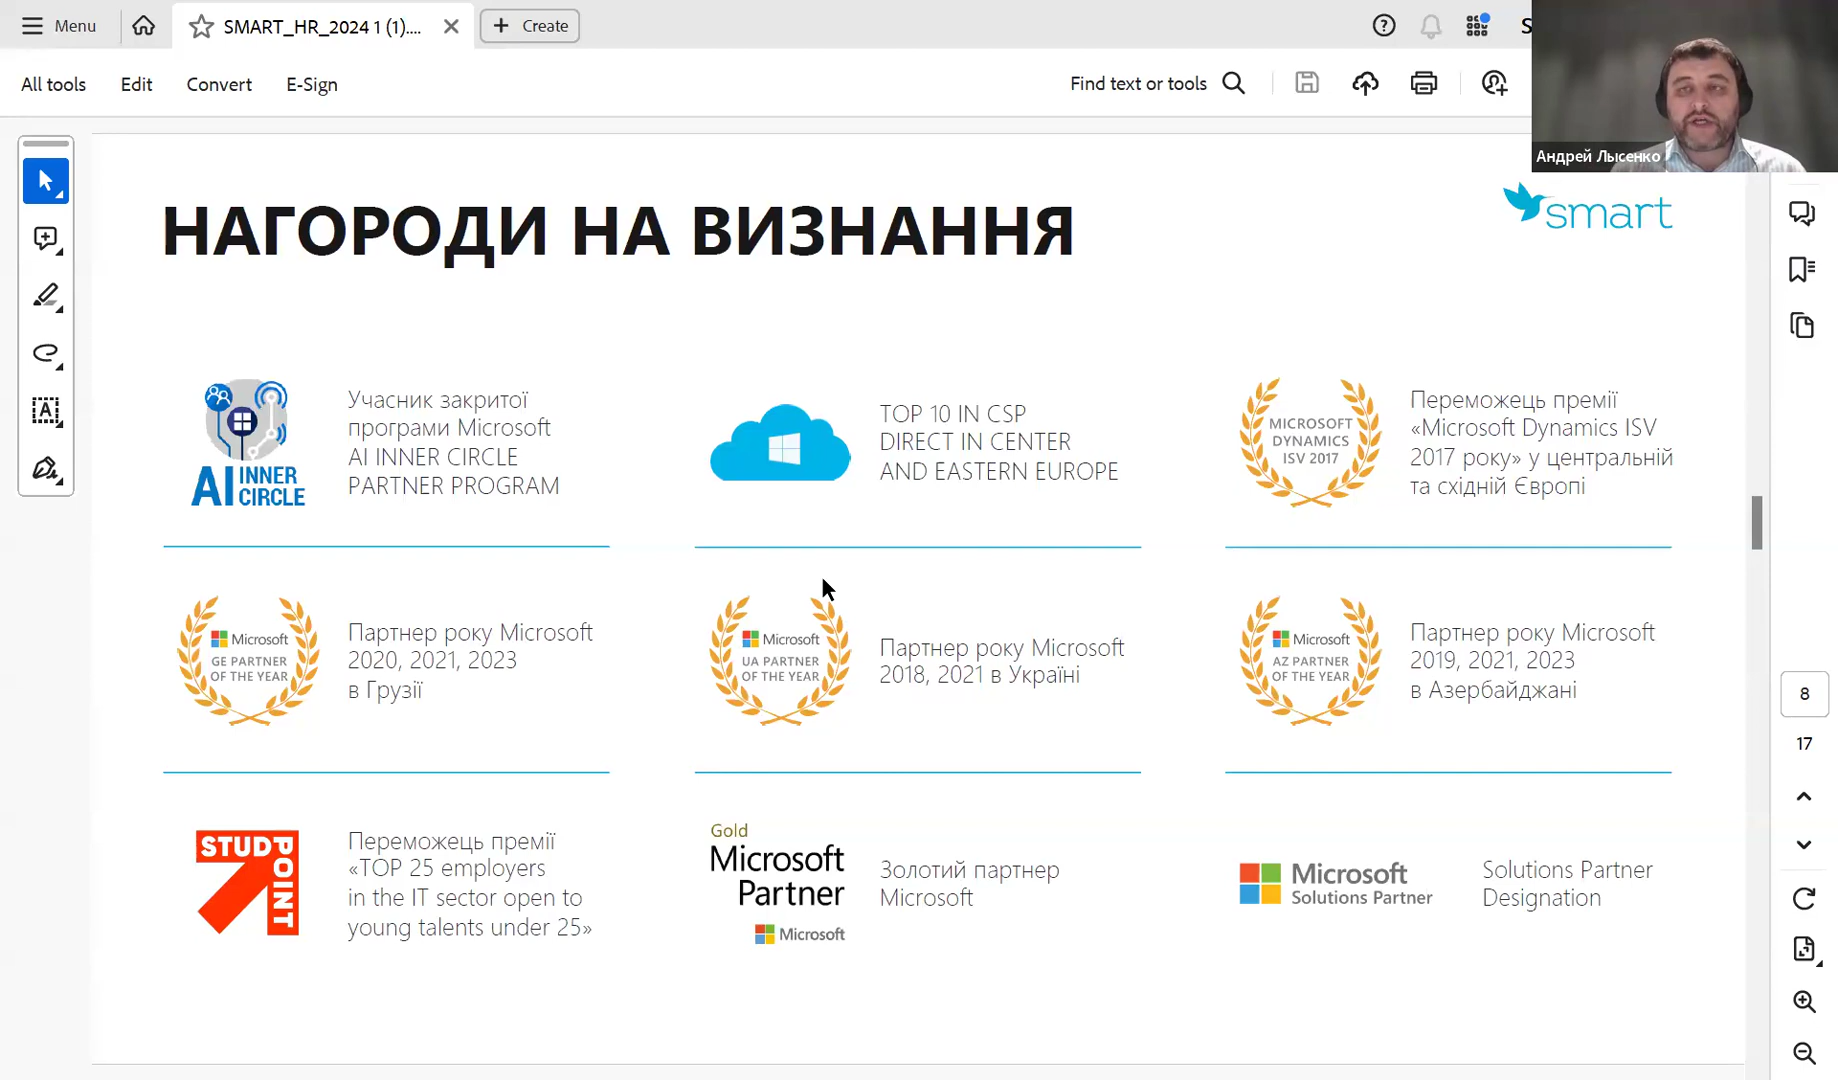 Menu
SMART_HR_2024 1 (1)....
Create
All tools
Edit
Convert
E-Sign
Find text or tools
Андрей Лысенко
НАГОРОДИ НА ВИЗНАННЯ
smart
AI INNER CIRCLE
Учасник закритої
програми Microsoft
AI INNER CIRCLE
PARTNER PROGRAM
TOP 10 IN CSP
DIRECT IN CENTER
AND EASTERN EUROPE
MICROSOFT
DYNAMICS
ISV 2017
Переможець премії
«Microsoft Dynamics ISV
2017 року» у центральній
та східній Європі
Microsoft
GE PARTNER
OF THE YEAR
Партнер року Microsoft
2020, 2021, 2023
в Грузії
Microsoft
UA PARTNER
OF THE YEAR
Партнер року Microsoft
2018, 2021 в Україні
Microsoft
AZ PARTNER
OF THE YEAR
Партнер року Microsoft
2019, 2021, 2023
в Азербайджані
STUD
POINT
Переможець премії
«TOP 25 employers
in the IT sector open to
young talents under 25»
Gold
Microsoft
Partner
Microsoft
Золотий партнер
Microsoft
Microsoft
Solutions Partner
Solutions Partner
Designation
8
17